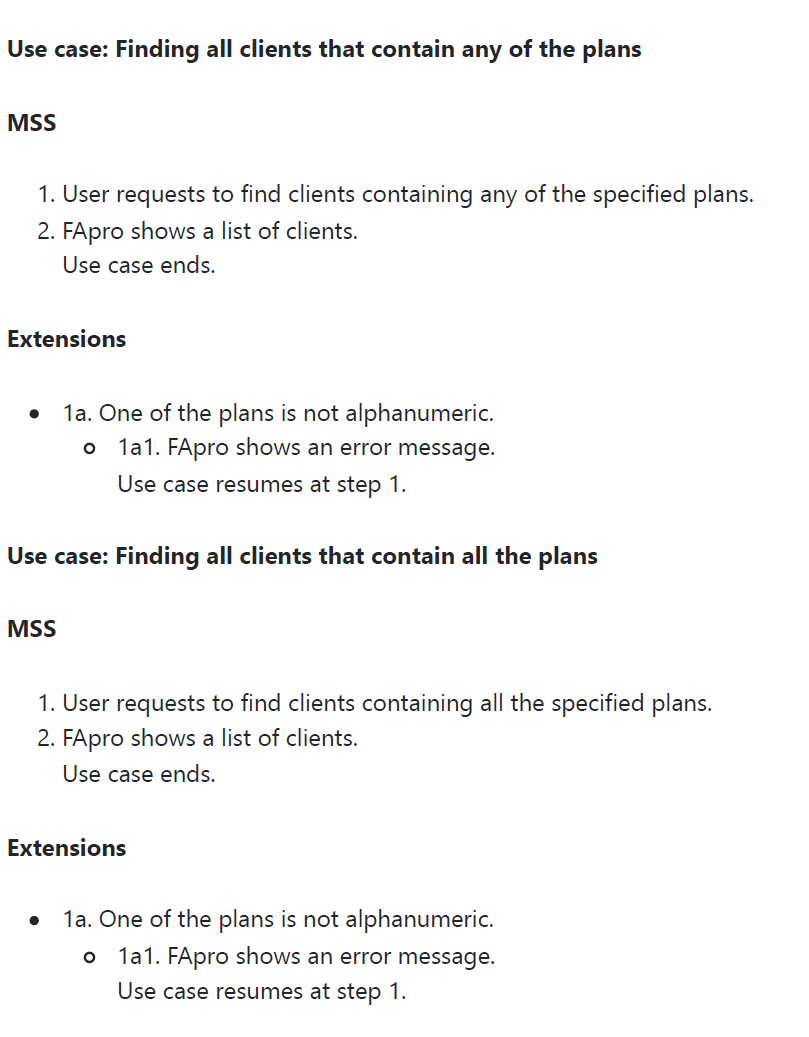 Use case: Finding all clients that contain any of the plans
MSS
1. User requests to find clients containing any of the specified plans.
2. FApro shows a list of clients.
Use case ends.
Extensions
• 1a. One of the plans is not alphanumeric.
○ 1a1. FApro shows an error message.
Use case resumes at step 1.
Use case: Finding all clients that contain all the plans
MSS
1. User requests to find clients containing all the specified plans.
2. FApro shows a list of clients.
Use case ends.
Extensions
• 1a. One of the plans is not alphanumeric.
○ 1a1. FApro shows an error message.
Use case resumes at step 1.